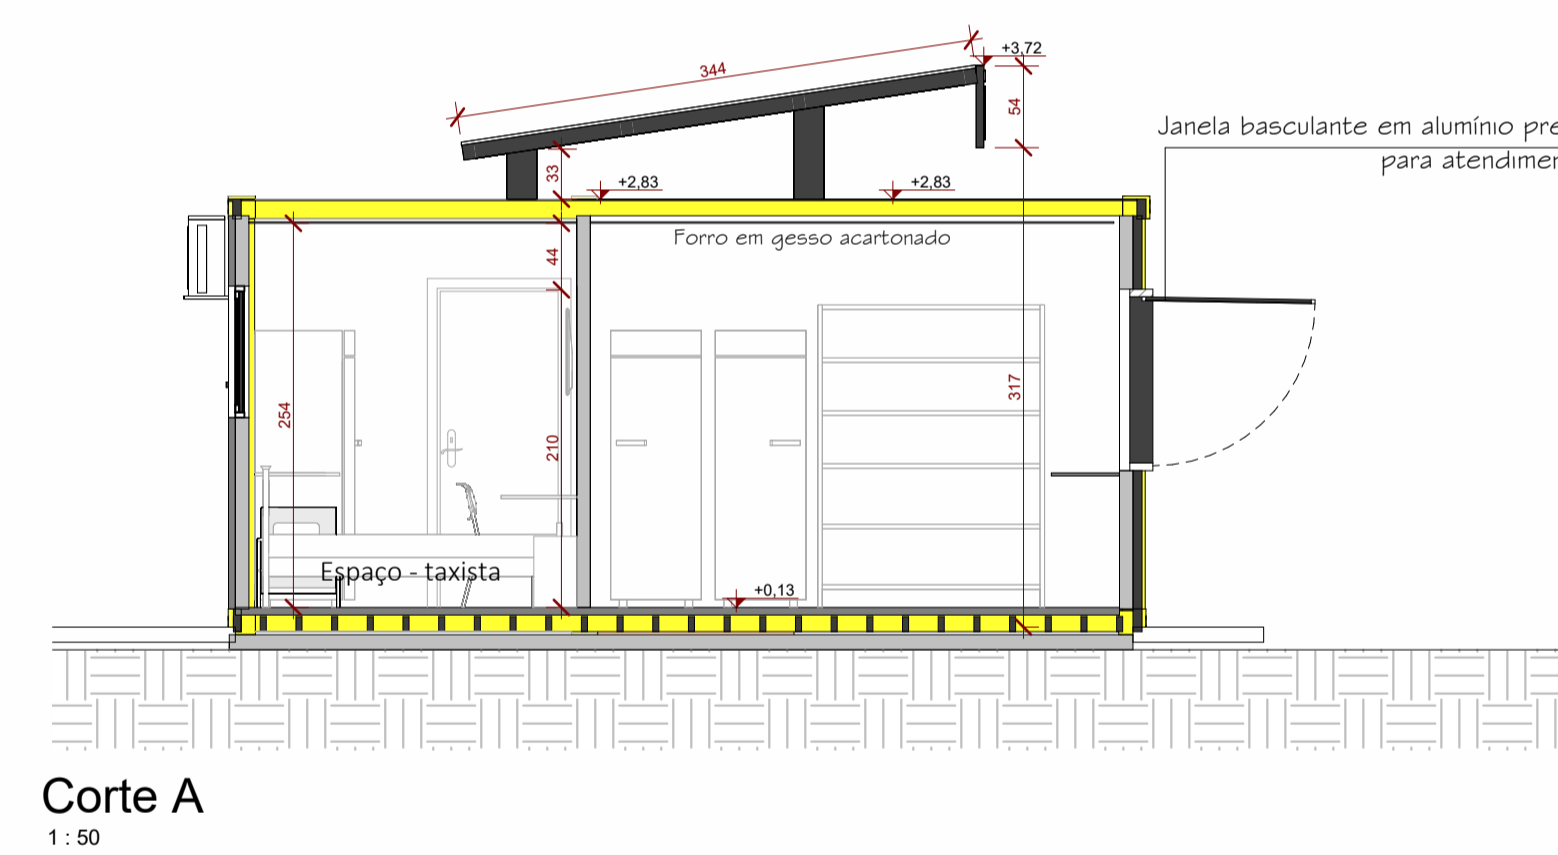 344
+3,72
54
Janela basculante em alumínio pre
para atendimen
33
+2,83
+2,83
Forro em gesso acartonado
44
254
210
317
Espaço - taxista
+0,13
Corte A
1 : 50